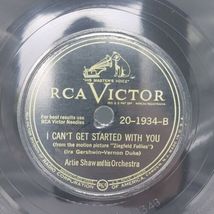 "HIS MASTER'S VOICE"
RCA VICTOR
For best results use
RCA Victor Needles
20-1934-B
I CAN'T GET STARTED WITH YOU
(from the motion picture "Ziegfeld Follies")
(Ira Gershwin-Vernon Duke)
Artie Shaw and his Orchestra